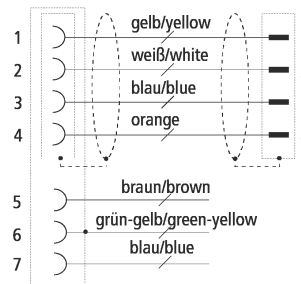 1 gelb/yellow
2 weiß/white
3 blau/blue
4 orange
5 braun/brown
6 grün-gelb/green-yellow
7 blau/blue